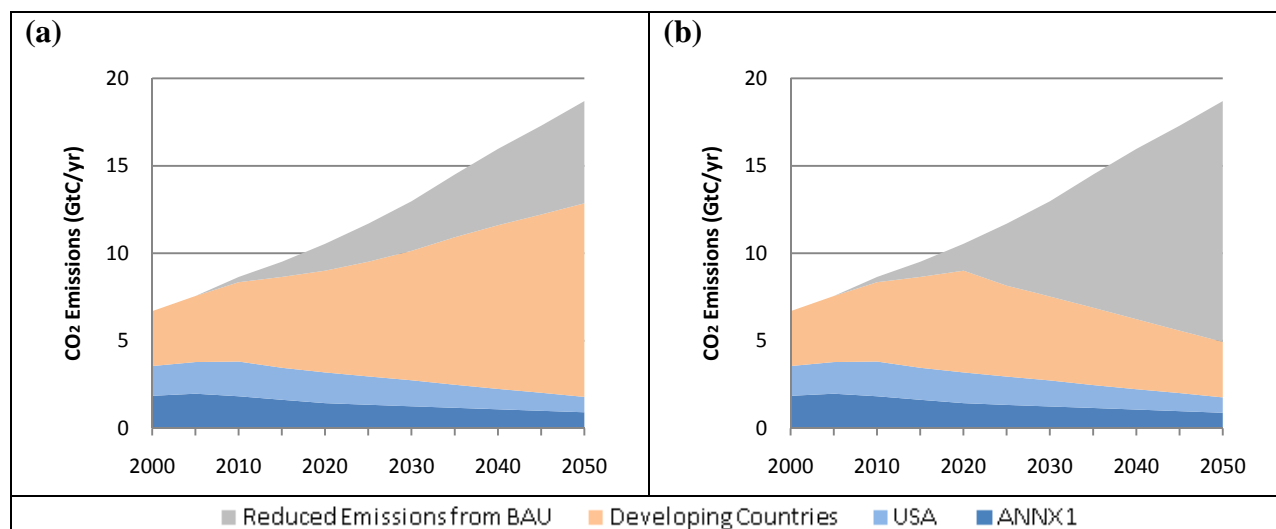 (a)
(b)
CO2 Emissions (GtC/yr)
20
15
10
5
0
2000 2010 2020 2030 2040 2050
CO2 Emissions (GtC/yr)
20
15
10
5
0
2000 2010 2020 2030 2040 2050
Reduced Emissions from BAU Developing Countries USA ANNX1